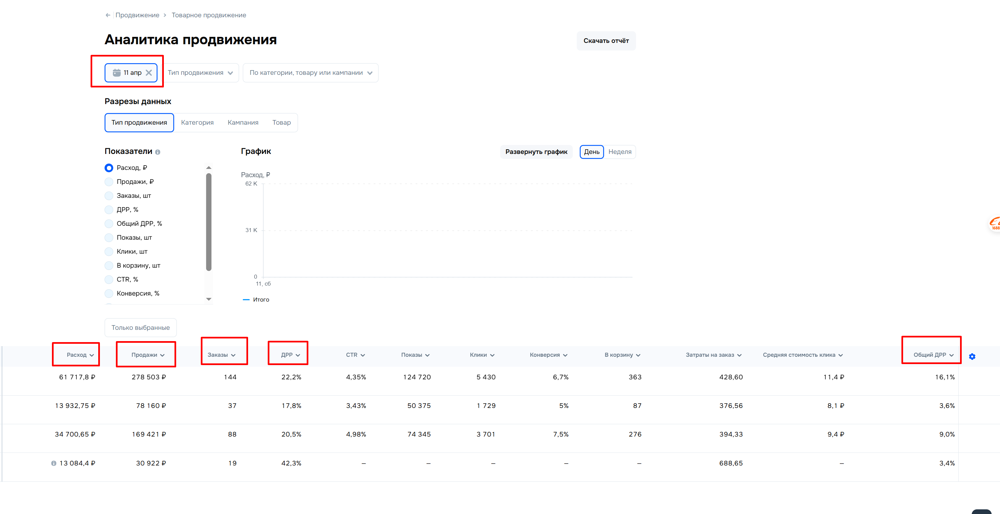 Продвижение Товарное продвижение
Аналитика продвижения
Скачать отчёт
11 апр Тип продвижения По категории, товару или кампании
Разрезы данных
Тип продвижения Категория Кампания Товар
Показатели
График
Развернуть график День Неделя
Расход, ₽
Продажи, ₽
Заказы, шт
ДРР, %
Общий ДРР, %
Показы, шт
Клики, шт
В корзину, шт
CTR, %
Конверсия, %
Расход, ₽
62 K
31 K
0
11, сб
Итого
1688
Только выбранные
Расход Продажи Заказы ДРР CTR Показы Клики Конверсия В корзину Затраты на заказ Средняя стоимость клика Общий ДРР
61 717,8 ₽ 278 503 ₽ 144 22,2% 4,35% 124 720 5 430 6,7% 363 428,60 11,4 ₽ 16,1%
13 932,75 ₽ 78 160 ₽ 37 17,8% 3,43% 50 375 1 729 5% 87 376,56 8,1 ₽ 3,6%
34 700,65 ₽ 169 421 ₽ 88 20,5% 4,98% 74 345 3 701 7,5% 276 394,33 9,4 ₽ 9,0%
13 084,4 ₽ 30 922 ₽ 19 42,3% — — — — — 688,65 — 3,4%